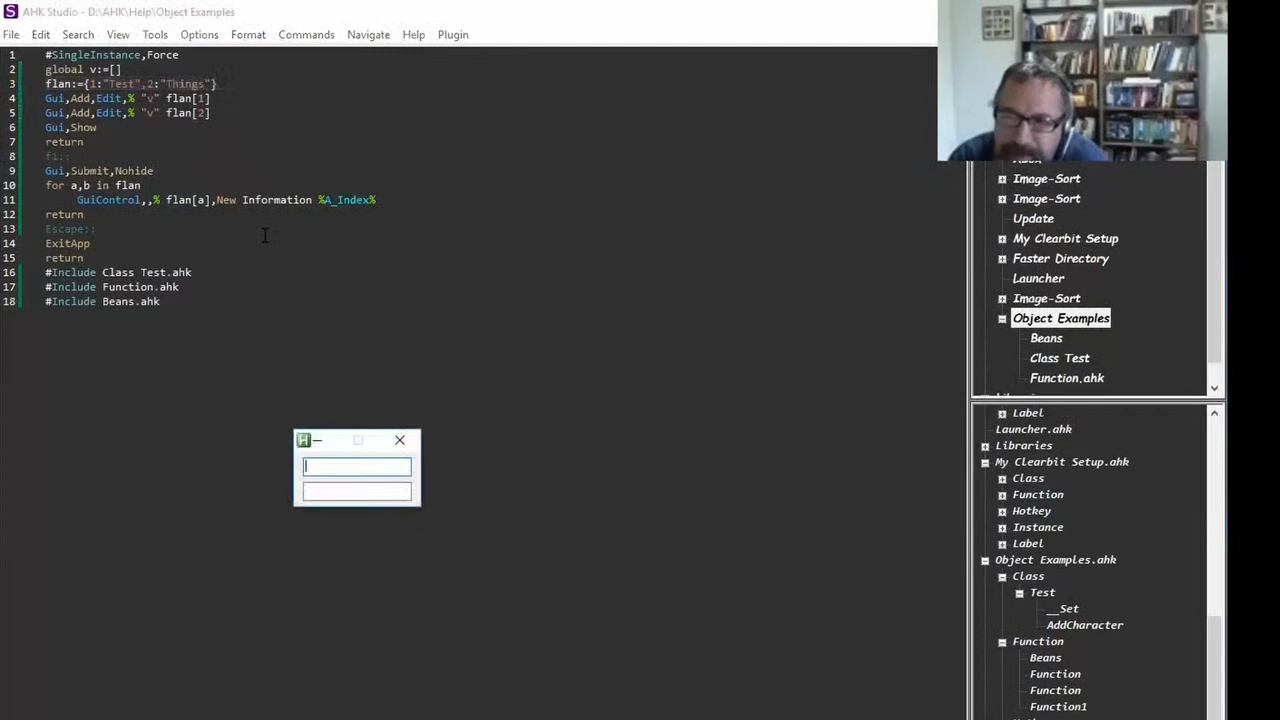 AHK Studio - D:\AHK\Help\Object Examples
File Edit Search View Tools Options Format Commands Navigate Help Plugin
1 #SingleInstance,Force
2 global v:=[]
3 flan:={1:"Test",2:"Things"}
4 Gui,Add,Edit,% "v" flan[1]
5 Gui,Add,Edit,% "v" flan[2]
6 Gui,Show
7 return
8 f1::
9 Gui,Submit,Nohide
10 for a,b in flan
11 GuiControl,,% flan[a],New Information %A_Index%
12 return
13 Escape::
14 ExitApp
15 return
16 #Include Class Test.ahk
17 #Include Function.ahk
18 #Include Beans.ahk
Image-Sort
Image-Sort
Update
My Clearbit Setup
Faster Directory
Launcher
Image-Sort
Object Examples
Beans
Class Test
Function.ahk
Label
Launcher.ahk
Libraries
My Clearbit Setup.ahk
Class
Function
Hotkey
Instance
Label
Object Examples.ahk
Class
Test
__Set
AddCharacter
Function
Beans
Function
Function
Function1